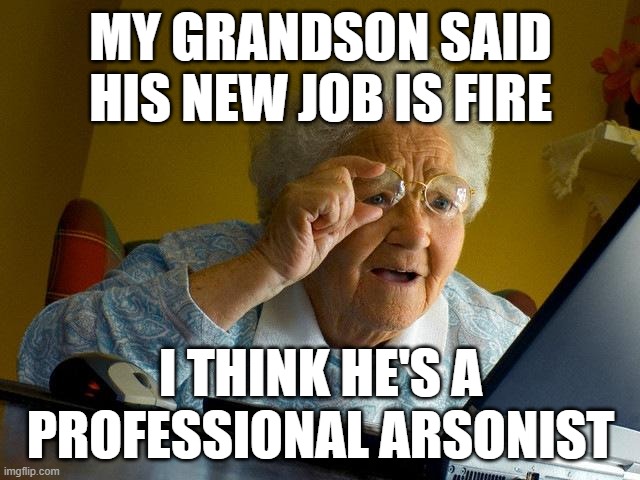 MY GRANDSON SAID
HIS NEW JOB IS FIRE
I THINK HE'S A
PROFESSIONAL ARSONIST
imgflip.com